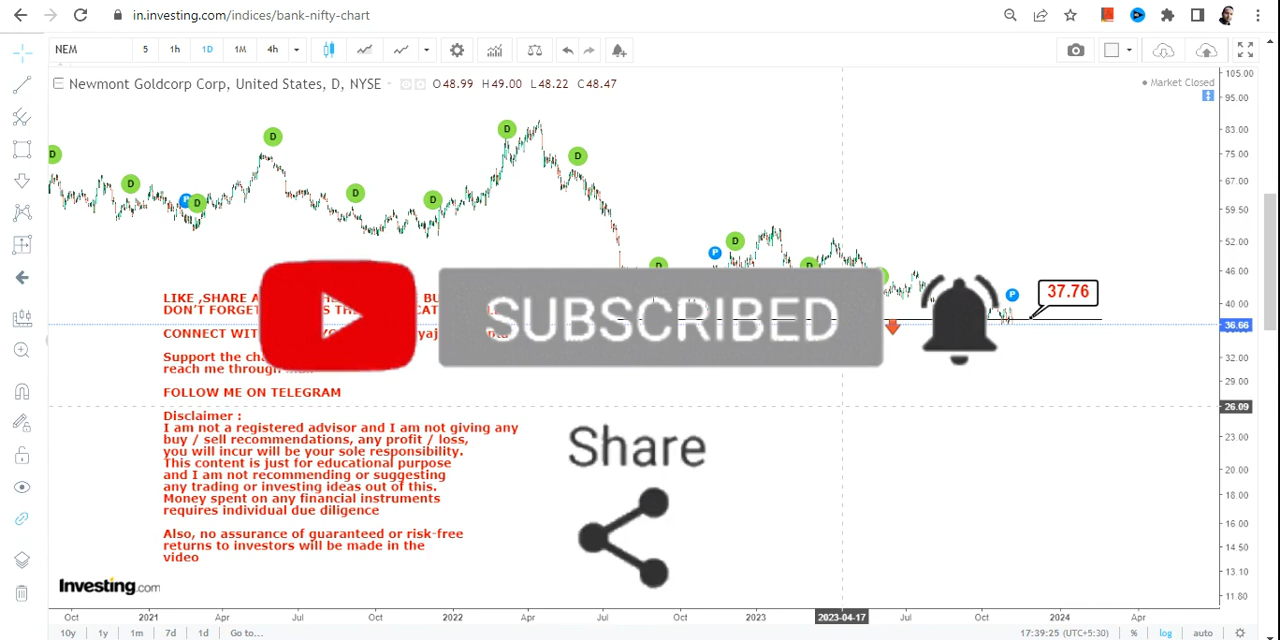 in.investing.com/indices/bank-nifty-chart
NEM 5 1h 1D 1M 4h
Newmont Goldcorp Corp, United States, D, NYSE O48.99 H49.00 L48.22 C48.47
Market Closed
105.00
95.00
83.00
75.00
67.00
59.50
52.00
46.00
40.00
36.66
32.00
29.00
26.09
23.00
20.00
18.00
16.00
14.50
13.10
11.80
D D D D D D D D D D D
P P P
37.76
SUBSCRIBED
Share
LIKE ,SHARE
DON'T FORGET
CONNECT WIT
Support the cha
reach me through
FOLLOW ME ON TELEGRAM
Disclaimer :
I am not a registered advisor and I am not giving any
buy / sell recommendations, any profit / loss,
you will incur will be your sole responsibility.
This content is just for educational purpose
and I am not recommending or suggesting
any trading or investing ideas out of this.
Money spent on any financial instruments
requires individual due diligence
Also, no assurance of guaranteed or risk-free
returns to investors will be made in the
video
Investing.com
Oct 2021 Apr Jul Oct 2022 Apr Jul Oct 2023 2023-04-17 Jul Oct 2024 Apr
10y 1y 1m 7d 1d Go to... 17:39:25 (UTC+5:30) % log auto